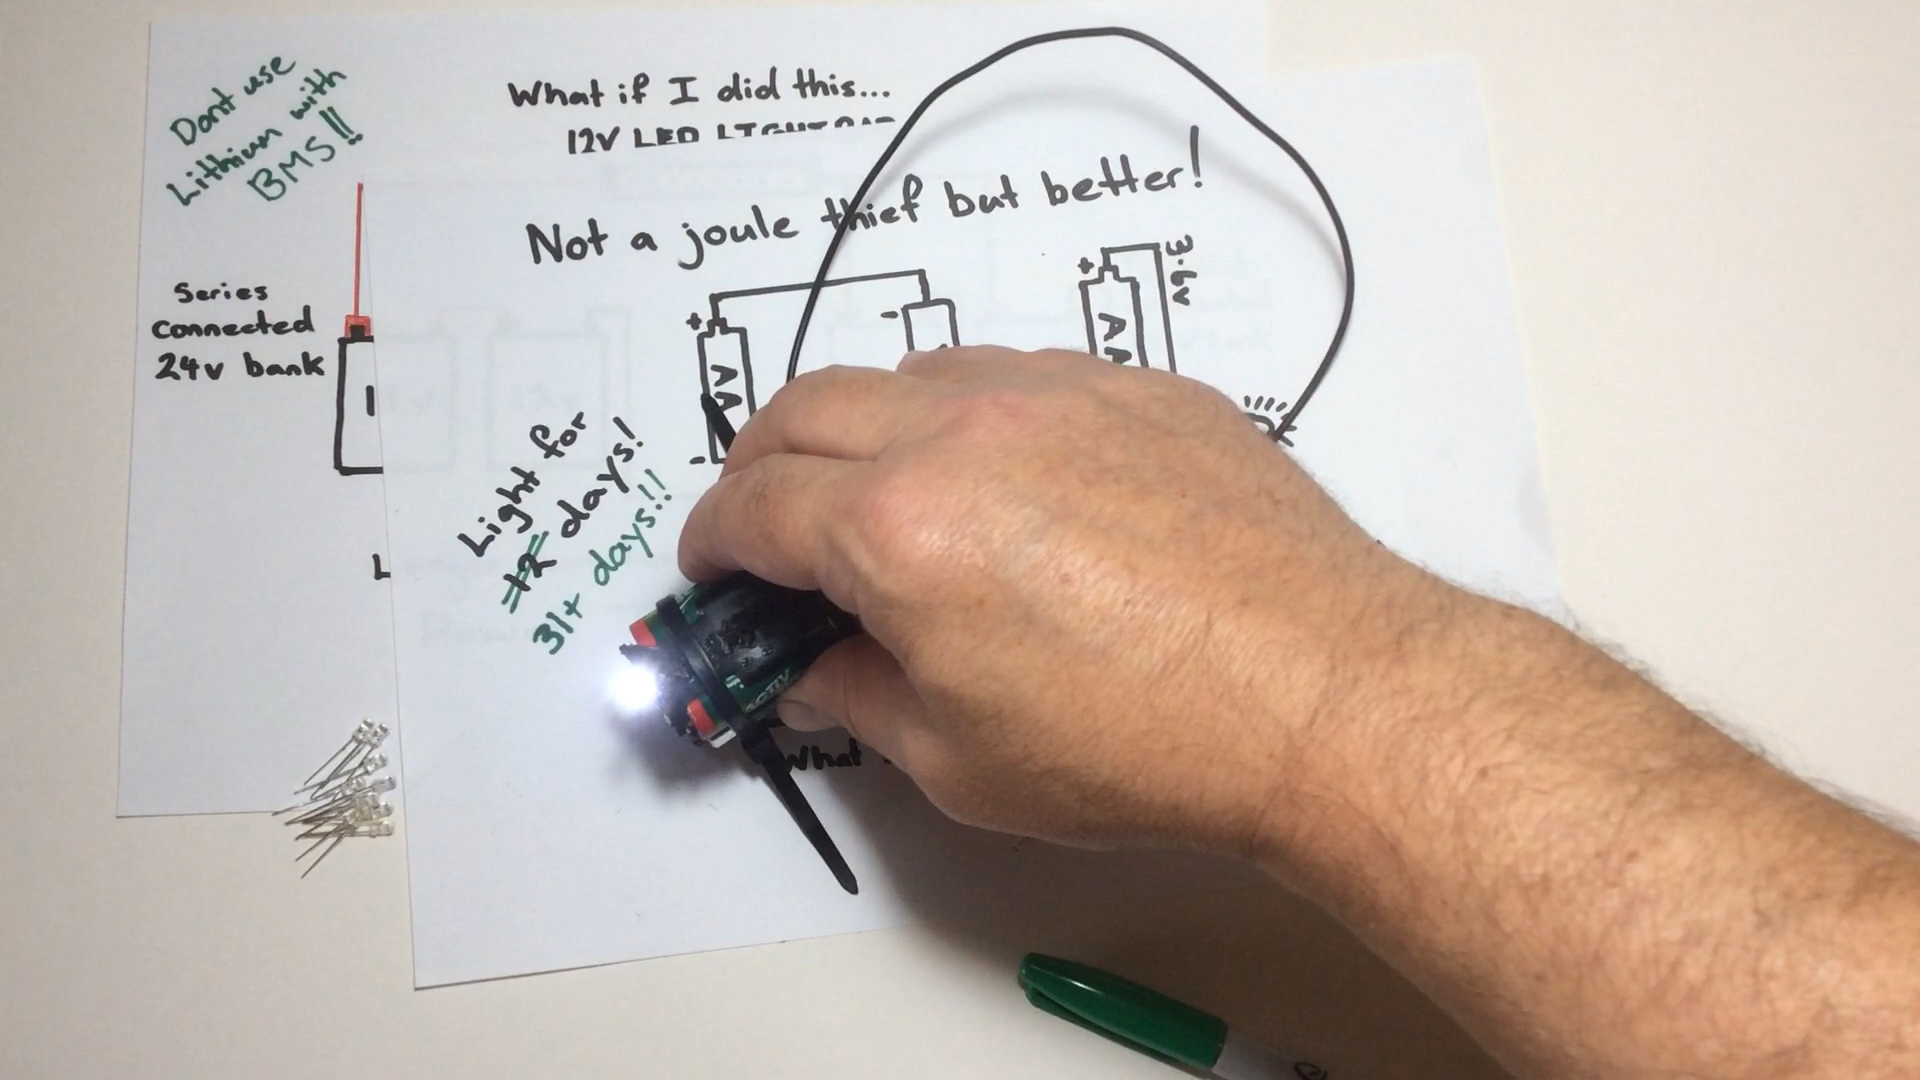 Dont use
Lithium with
BMS!!
What if I did this...
12V LED
Not a joule thief but better!
Series
connected
24v bank
+
-
AA
-
+
3.6v
AA
Light for
12 days!
31+ days!!
L
What
ACTIV